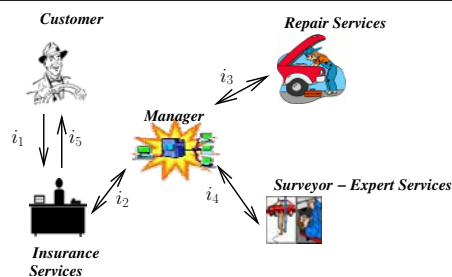 Customer
Repair Services
i3
Manager
i1
i5
i2
i4
Surveyor – Expert Services
Insurance
Services